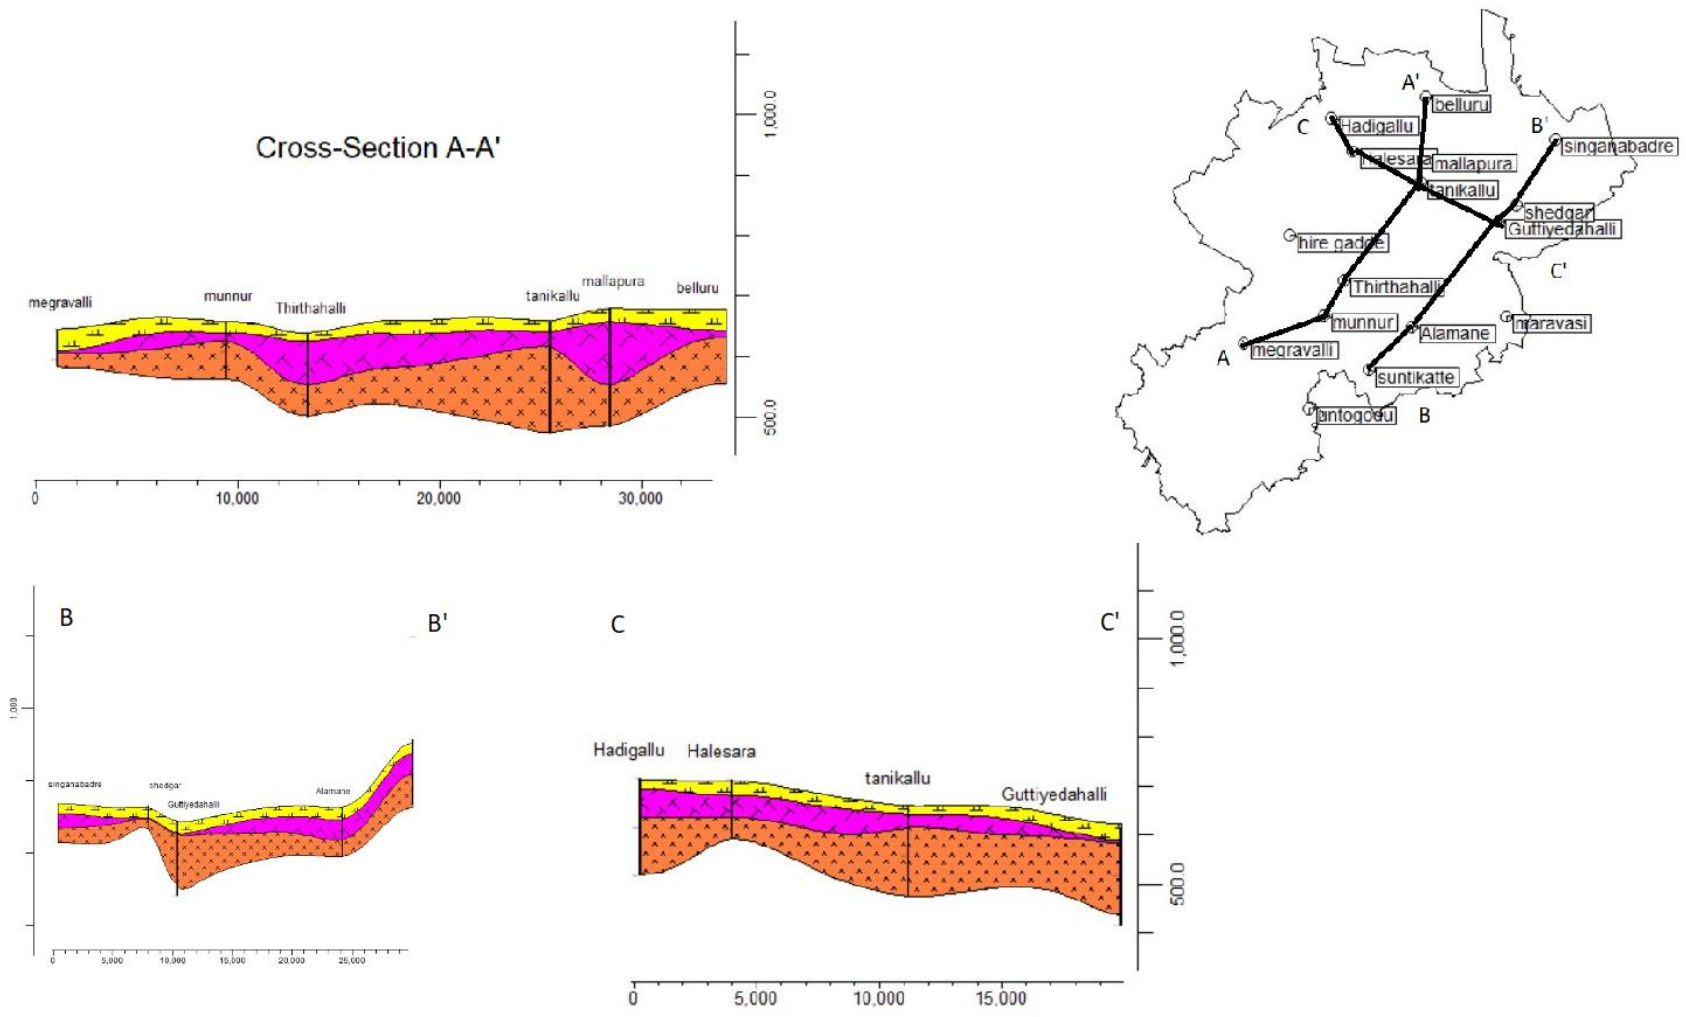 Cross-Section A-A'
megravalli
munnur
Thirthahalli
tanikallu
mallapura
belluru
1,000.0
500.0
0 10,000 20,000 30,000
A'
belluru
C
Hadigallu
B'
singanabadre
Halesara
mallapura
tanikallu
shedgar
Guttiyedahalli
hire gadde
C'
Thirthahalli
munnur
maravasi
Alamane
A
megravalli
suntikatte
B
B
B'
1,000
singanabadre
shedgar
Guttiyedahalli
Alamane
0 5,000 10,000 15,000 20,000 25,000
C
C'
Hadigallu
Halesara
tanikallu
Guttiyedahalli
1,000.0
500.0
0 5,000 10,000 15,000